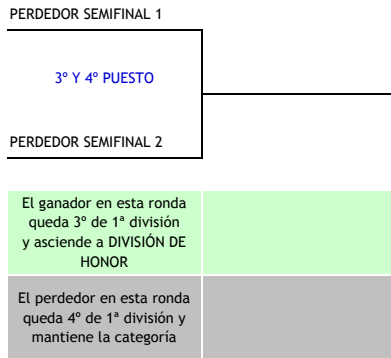 PERDEDOR SEMIFINAL 1
3º Y 4º PUESTO
PERDEDOR SEMIFINAL 2
El ganador en esta ronda
queda 3º de 1ª división
y asciende a DIVISIÓN DE
HONOR
El perdedor en esta ronda
queda 4º de 1ª división y
mantiene la categoría